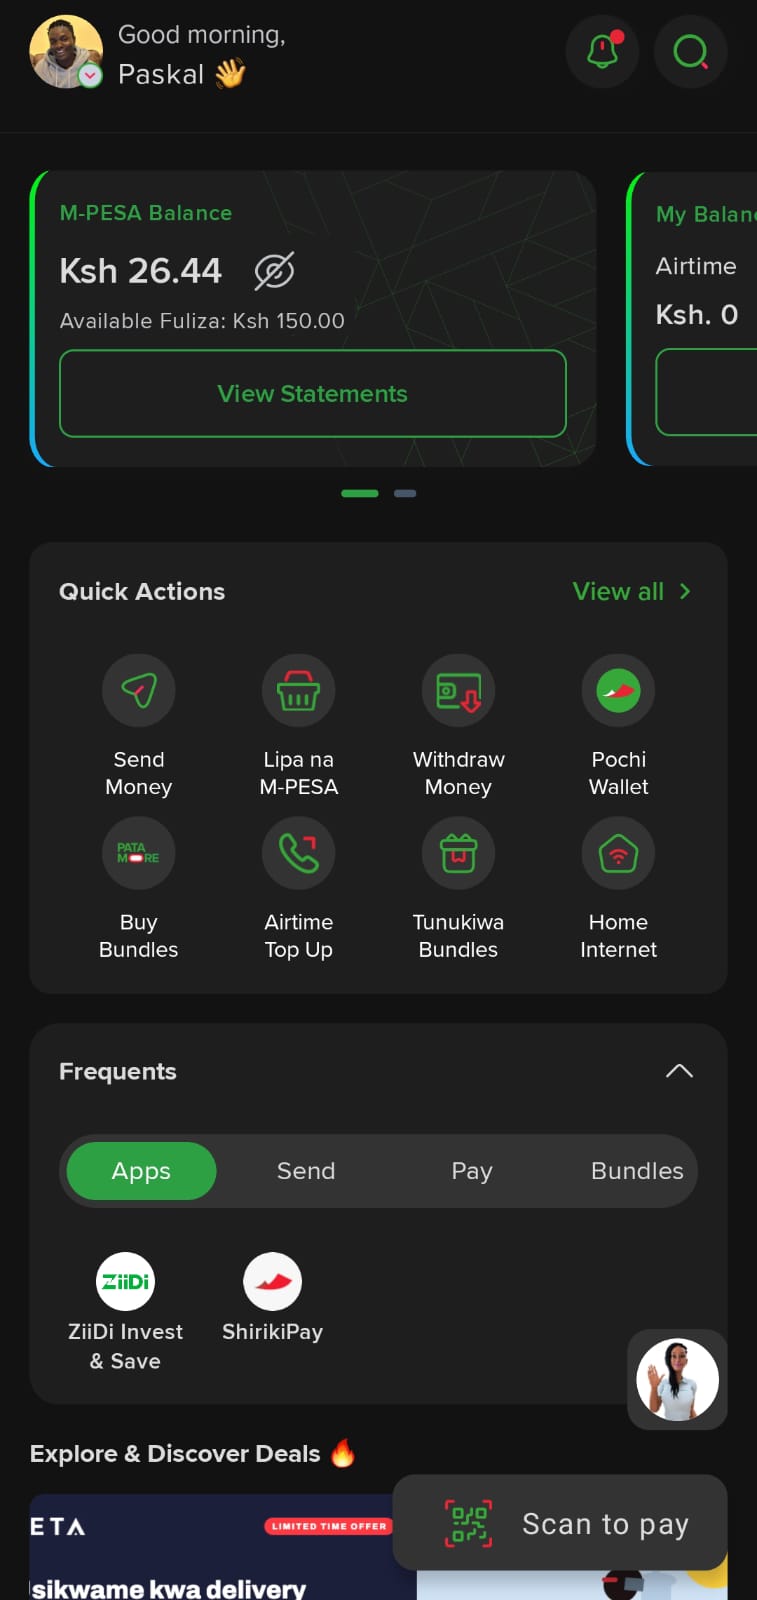 Good morning,
Paskal 👋
M-PESA Balance
Ksh 26.44
Available Fuliza: Ksh 150.00
View Statements
My Balanc
Airtime
Ksh. 0
Quick Actions
View all
Send Money
Lipa na M-PESA
Withdraw Money
Pochi Wallet
PATA MORE
Buy Bundles
Airtime Top Up
Tunukiwa Bundles
Home Internet
Frequents
Apps Send Pay Bundles
ZiiDi
ZiiDi Invest & Save
ShirikiPay
Explore & Discover Deals 🔥
ETA
LIMITED TIME OFFER
sikwame kwa delivery
Scan to pay